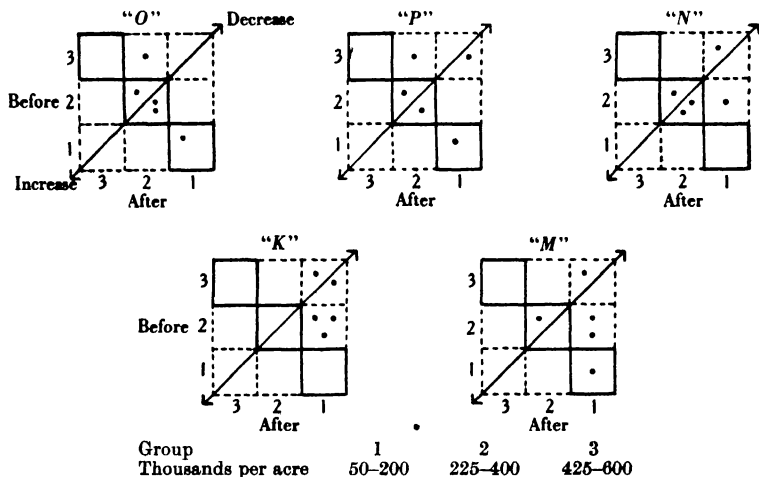 "O"
Decrease
3
Before 2
1
Increase
3 2 1
After
"P"
3
2
1
3 2 1
After
"N"
3
2
1
3 2 1
After
"K"
3
Before 2
1
3 2 1
After
"M"
3
2
1
3 2 1
After
Group 1 2 3
Thousands per acre 50–200 225–400 425–600